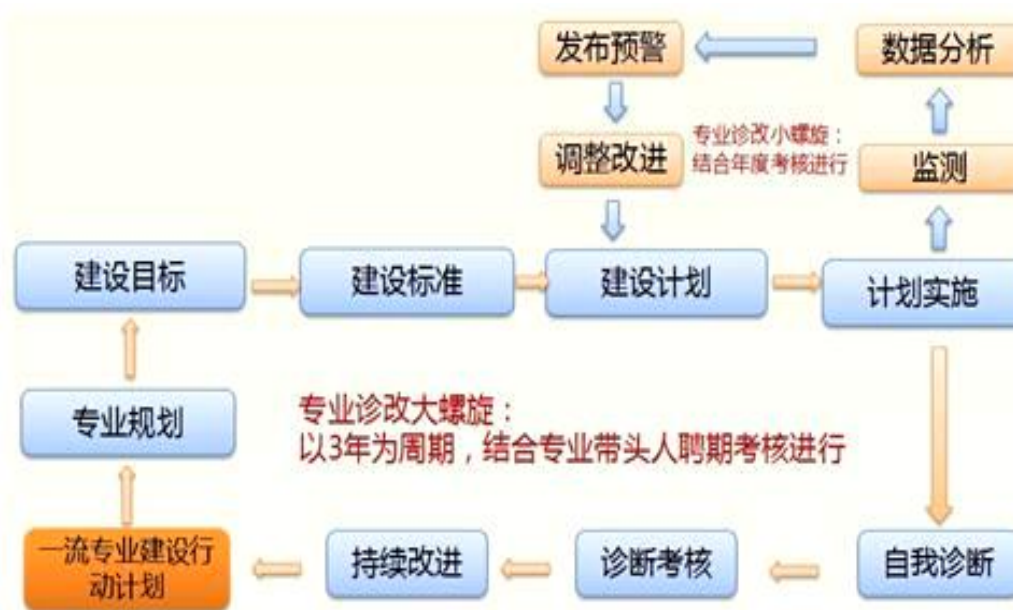 发布预警
数据分析
调整改进
专业诊改小螺旋：
结合年度考核进行
监测
建设目标
建设标准
建设计划
计划实施
专业规划
专业诊改大螺旋：
以3年为周期，结合专业带头人聘期考核进行
一流专业建设行
动计划
持续改进
诊断考核
自我诊断